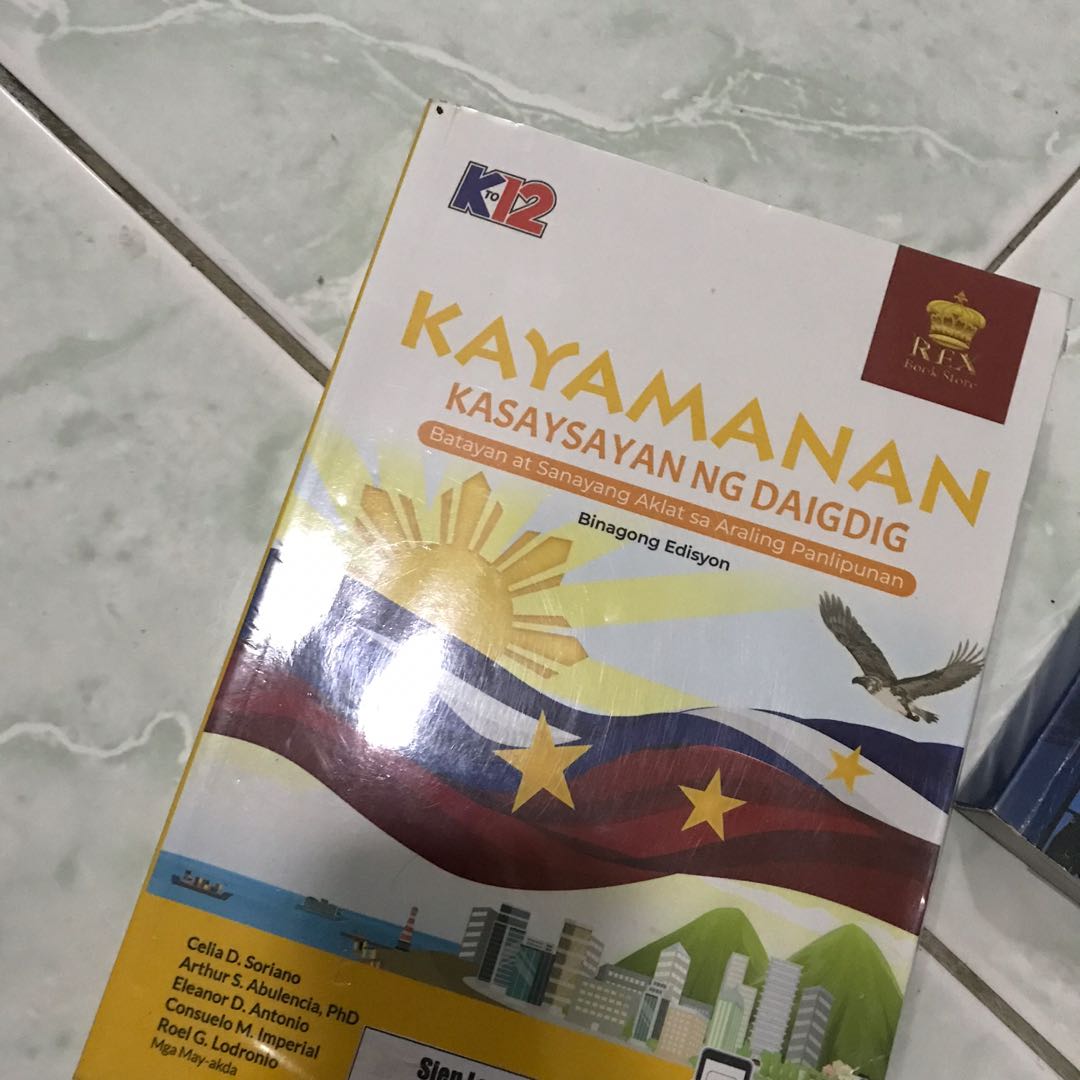 K TO 12
REX
Book Store
KAYAMANAN
KASAYSAYAN NG DAIGDIG
Batayan at Sanayang Aklat sa Araling Panlipunan
Binagong Edisyon
Celia D. Soriano
Arthur S. Abulencia, PhD
Eleanor D. Antonio
Consuelo M. Imperial
Roel G. Lodronio
Mga May-akda